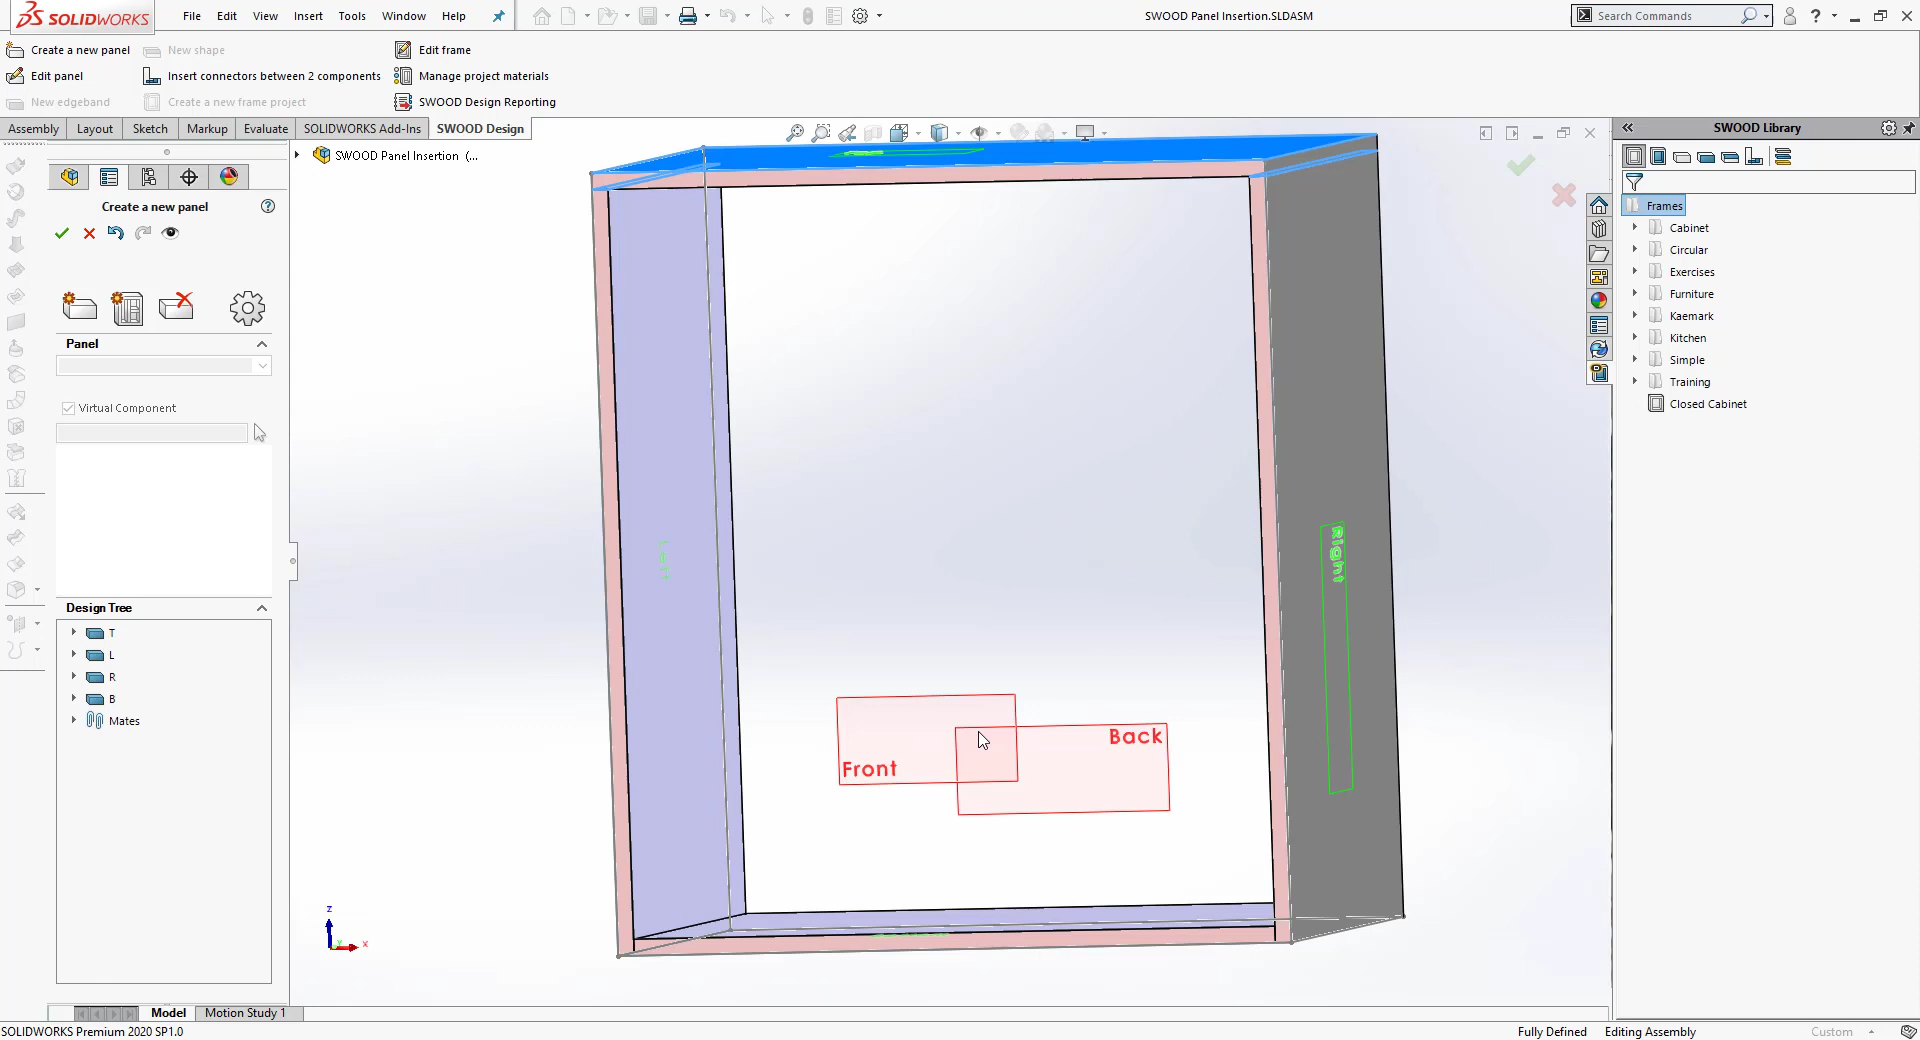 SOLIDWORKS
File Edit View Insert Tools Window Help
SWOOD Panel Insertion.SLDASM
Search Commands
Create a new panel
New shape
Edit frame
Edit panel
Insert connectors between 2 components
Manage project materials
New edgeband
Create a new frame project
SWOOD Design Reporting
Assembly Layout Sketch Markup Evaluate SOLIDWORKS Add-Ins SWOOD Design
SWOOD Panel Insertion (...
Create a new panel
Panel
Virtual Component
Design Tree
T
L
R
B
Mates
Left
Right
Front
Back
z
x
SWOOD Library
Frames
Cabinet
Circular
Exercises
Furniture
Kaemark
Kitchen
Simple
Training
Closed Cabinet
Model Motion Study 1
SOLIDWORKS Premium 2020 SP1.0
Fully Defined Editing Assembly Custom